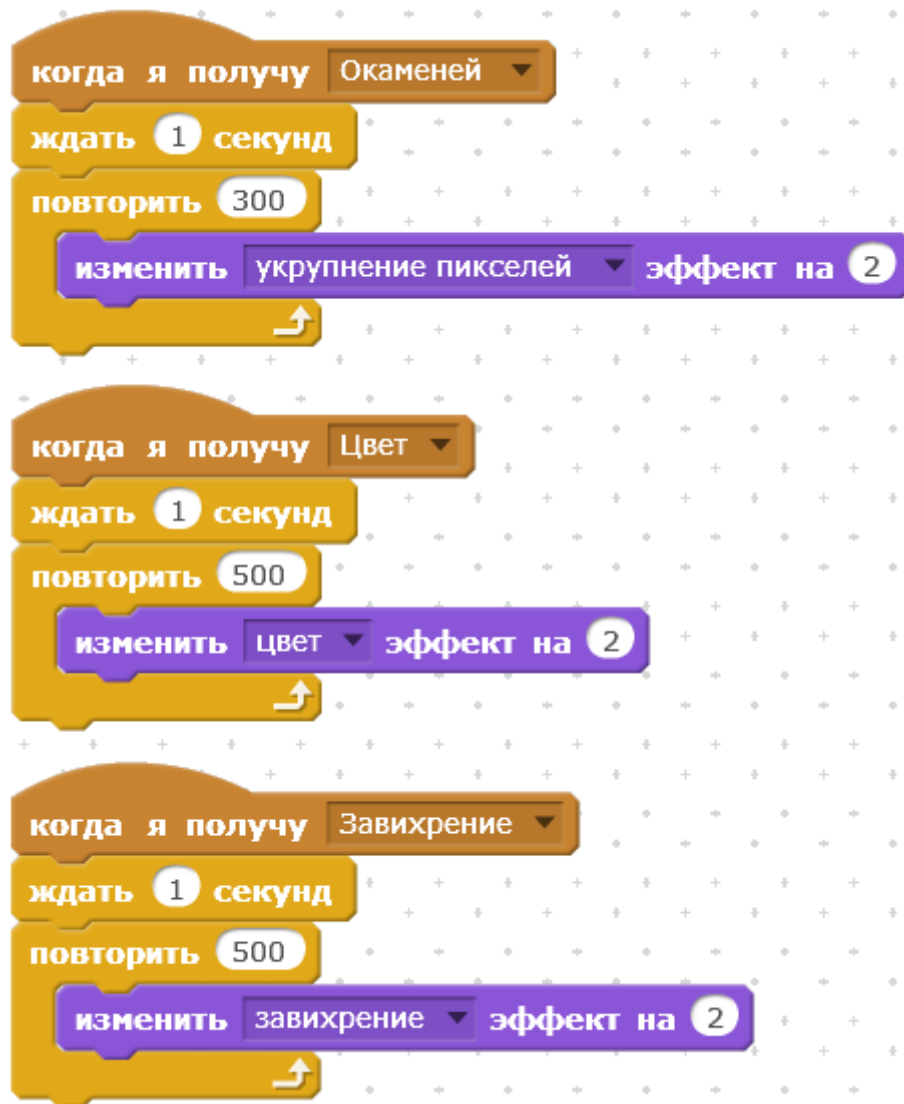 когда я получу Окаменей
ждать 1 секунд
повторить 300
изменить укрупнение пикселей эффект на 2
когда я получу Цвет
ждать 1 секунд
повторить 500
изменить цвет эффект на 2
когда я получу Завихрение
ждать 1 секунд
повторить 500
изменить завихрение эффект на 2